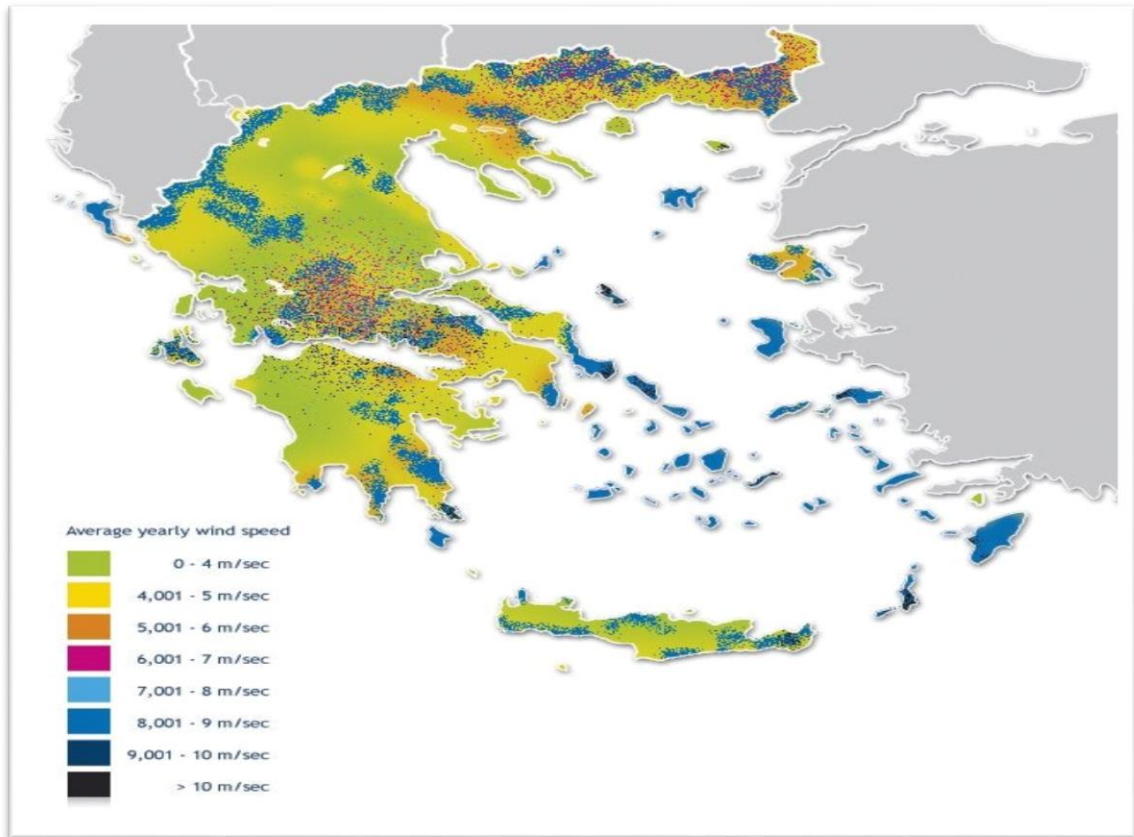 Average yearly wind speed
0 - 4 m/sec
4,001 - 5 m/sec
5,001 - 6 m/sec
6,001 - 7 m/sec
7,001 - 8 m/sec
8,001 - 9 m/sec
9,001 - 10 m/sec
> 10 m/sec